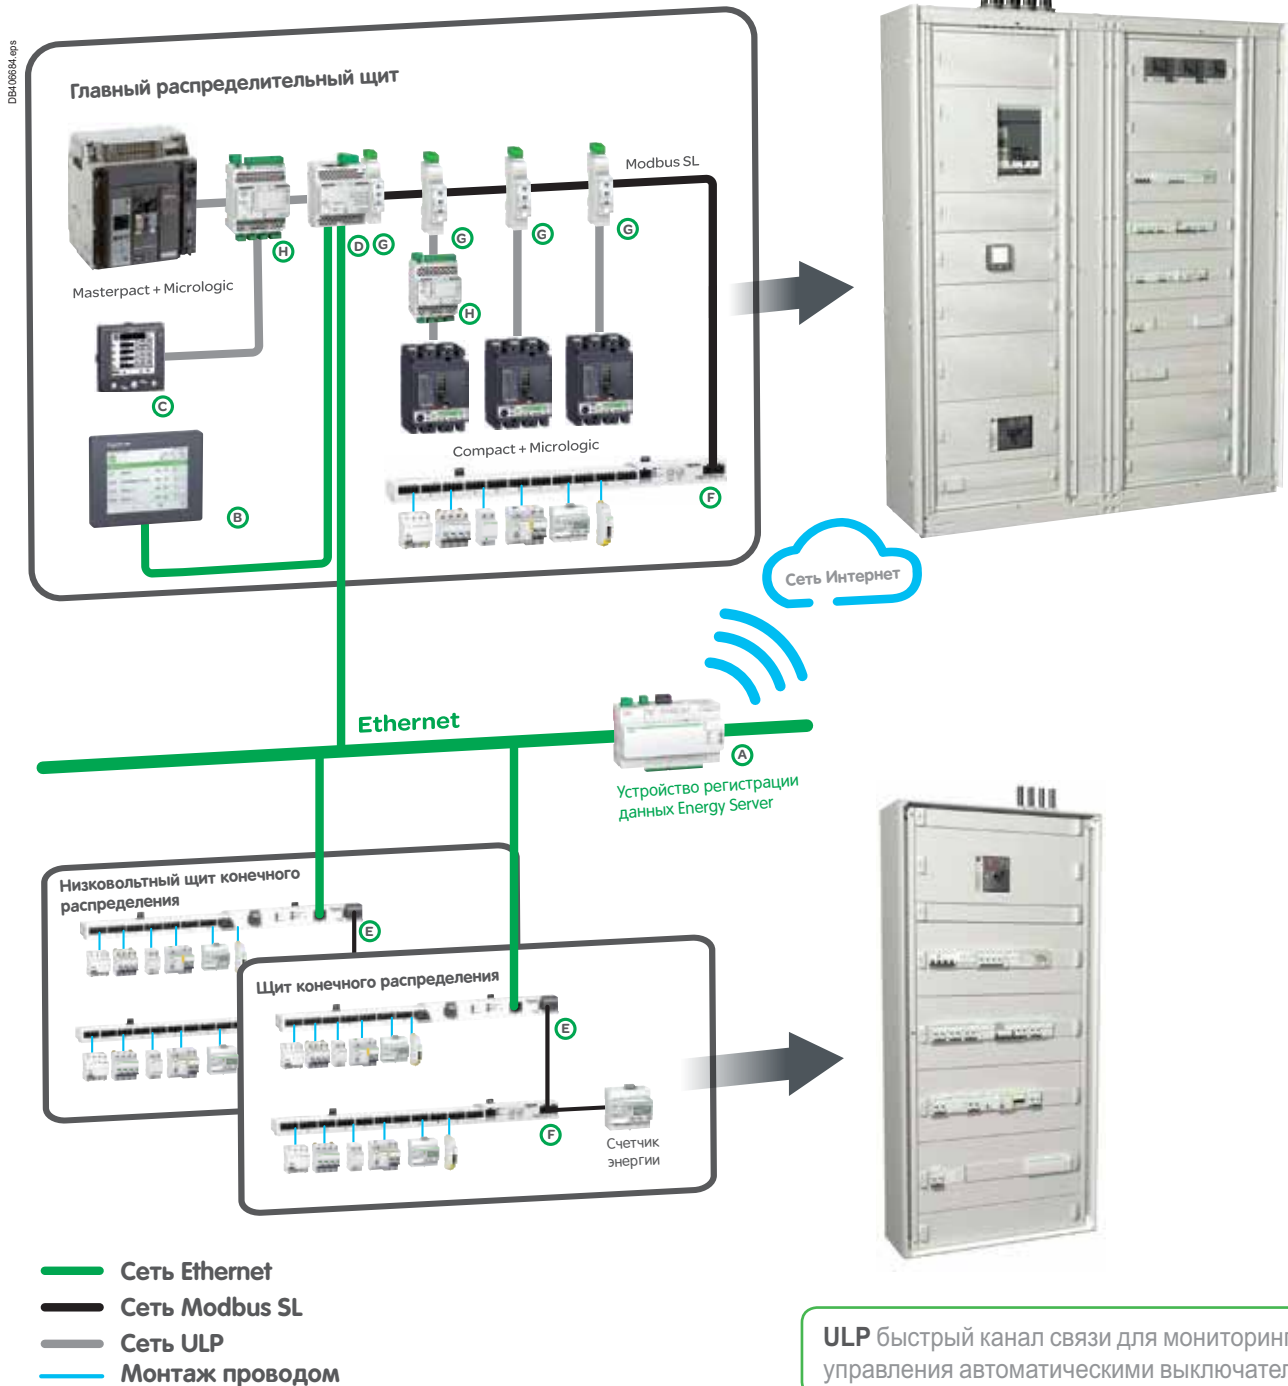 DB406684.eps
Главный распределительный щит
Modbus SL
H
D
G
G
G
G
Masterpact + Micrologic
H
C
Compact + Micrologic
B
F
Сеть Интернет
Ethernet
A
Устройство регистрации
данных Energy Server
Низковольтный щит конечного
распределения
E
Щит конечного распределения
E
F
Счетчик
энергии
Сеть Ethernet
Сеть Modbus SL
Сеть ULP
Монтаж проводом
ULP быстрый канал связи для мониторинг
управления автоматическими выключател